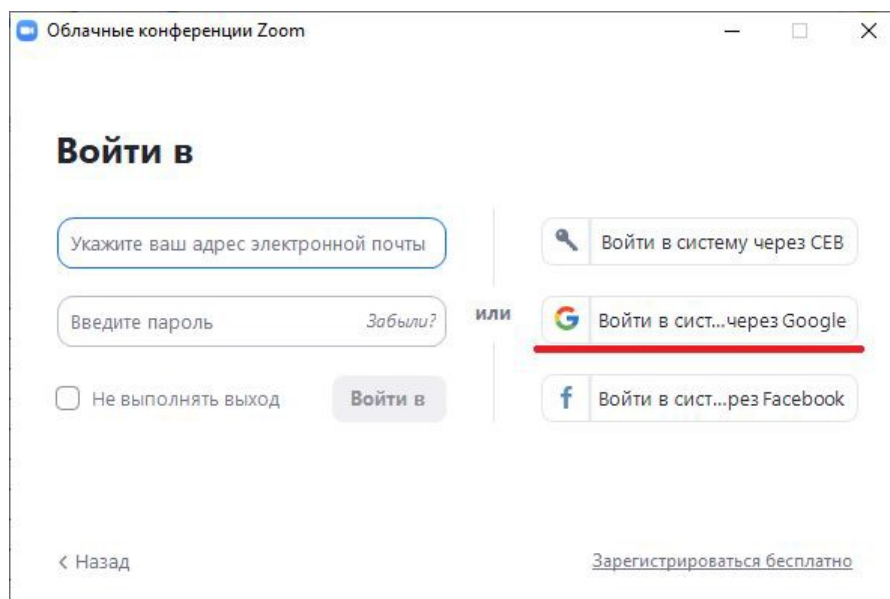 Облачные конференции Zoom
Войти в
Укажите ваш адрес электронной почты
Введите пароль
Забыли?
Не выполнять выход
Войти в
или
Войти в систему через СЕВ
Войти в сист...через Google
Войти в сист...рез Facebook
Назад
Зарегистрироваться бесплатно